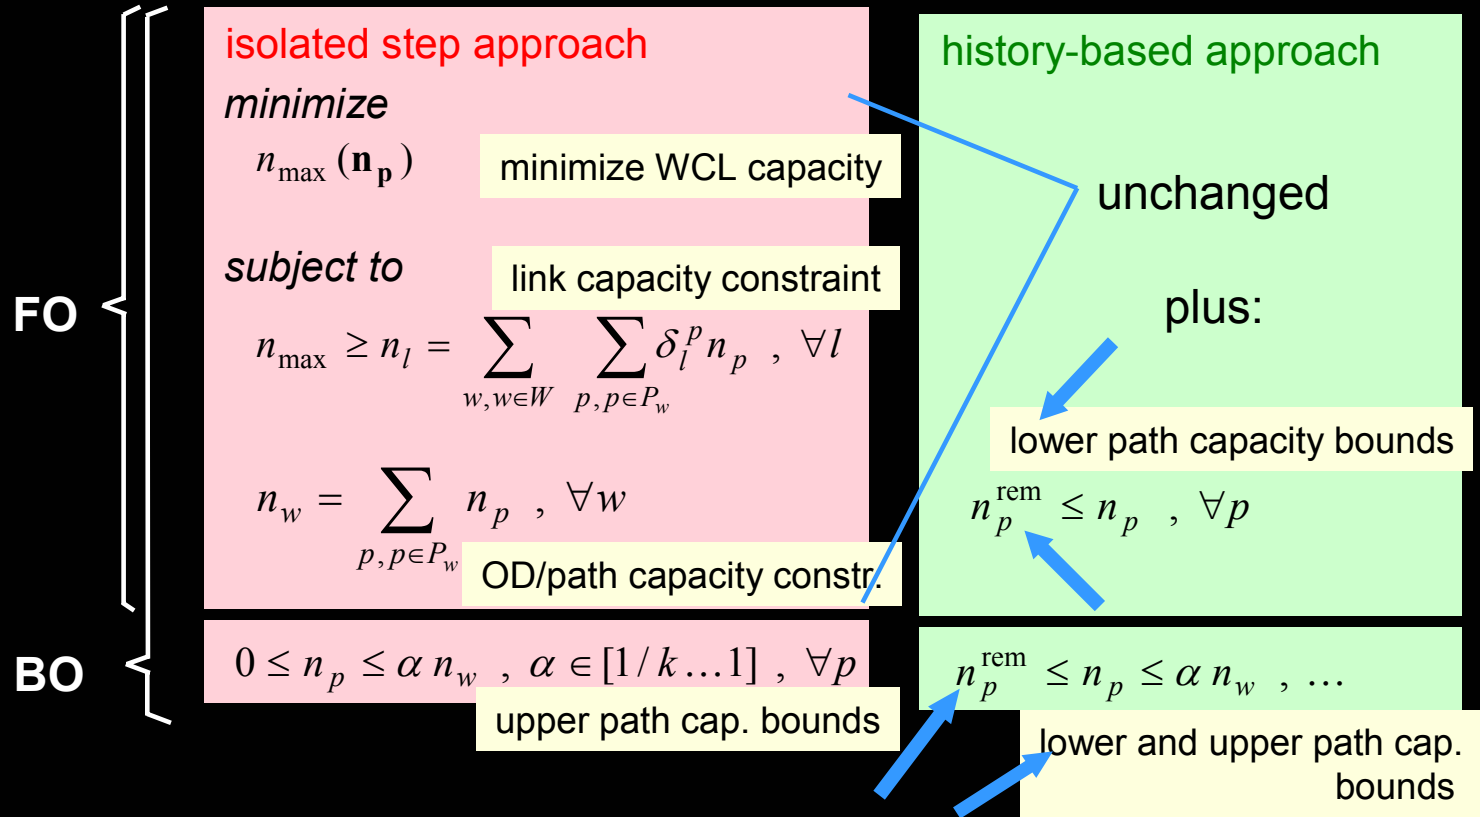 isolated step approach
minimize
n_max (n_p)
minimize WCL capacity
subject to
link capacity constraint
n_max ≥ n_l = ∑_{w,w∈W} ∑_{p,p∈P_w} δ_l^p n_p , ∀l
n_w = ∑_{p,p∈P_w} n_p , ∀w
OD/path capacity constr.
FO
history-based approach
unchanged
plus:
lower path capacity bounds
n_p^rem ≤ n_p , ∀p
BO
0 ≤ n_p ≤ α n_w , α ∈ [1/k…1] , ∀p
upper path cap. bounds
n_p^rem ≤ n_p ≤ α n_w , …
lower and upper path cap.
bounds